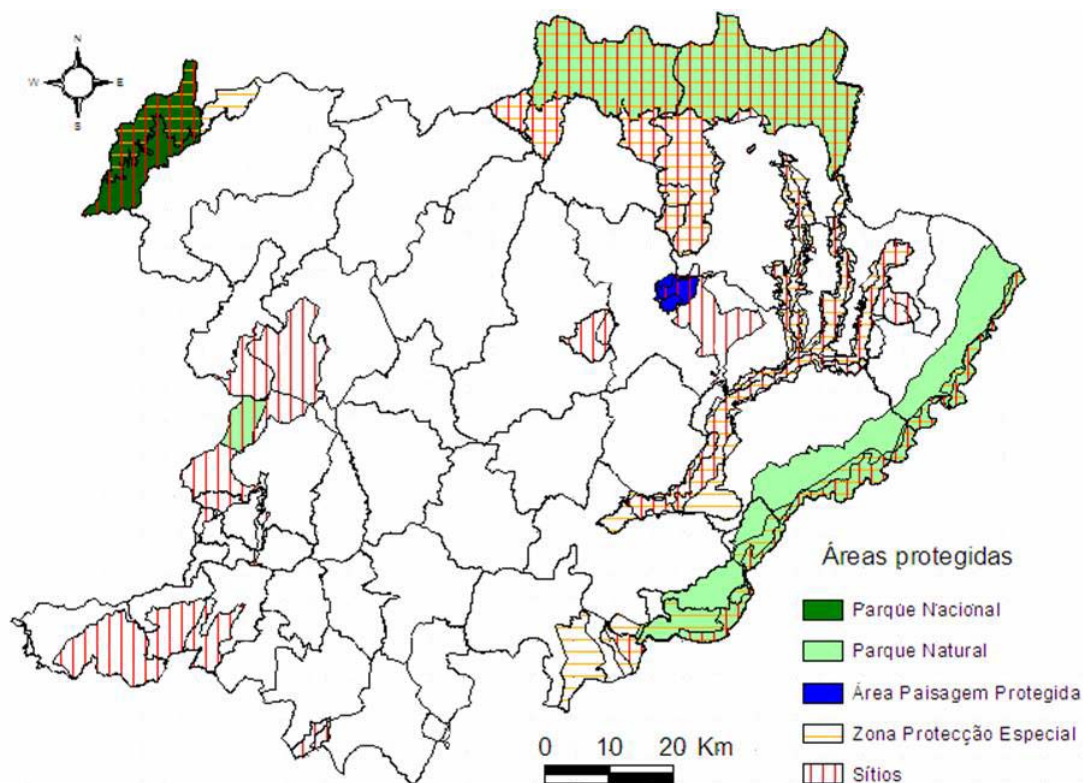 N
W E
S
Áreas protegidas
Parque Nacional
Parque Natural
Área Paisagem Protegida
Zona Protecção Especial
Sítios
0 10 20 Km